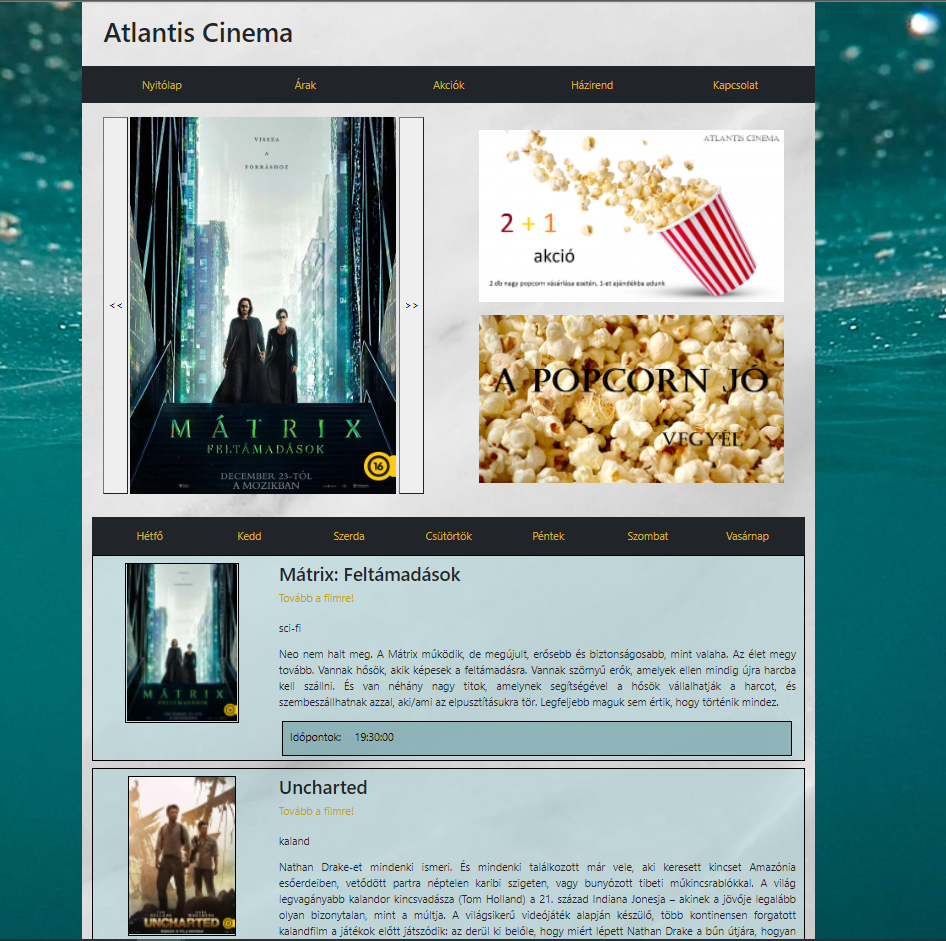 Atlantis Cinema
Nyitólap Árak Akciók Házirend Kapcsolat
<<
VISSZA
A
FORRÁSHOZ
MÁTRIX
FELTÁMADÁSOK
16
DECEMBER 23-TÓL
A MOZIKBAN
>>
ATLANTIS CINEMA
2 + 1
akció
2 db nagy popcorn vásárlása esetén, 1-et ajándékba adunk
A POPCORN JÓ
VEGYÉL
Hétfő Kedd Szerda Csütörtök Péntek Szombat Vasárnap
MÁTRIX
FELTÁMADÁSOK
Mátrix: Feltámadások
Tovább a filmre!
sci-fi
Neo nem halt meg. A Mátrix működik, de megújult, erősebb és biztonságosabb, mint valaha. Az élet megy
tovább. Vannak hősök, akik képesek a feltámadásra. Vannak szörnyű erők, amelyek ellen mindig újra harcba
kell szállni. És van néhány nagy titok, amelynek segítségével a hősök vállalhatják a harcot, és
szembeszállhatnak azzal, aki/ami az elpusztításukra tör. Legfeljebb maguk sem értik, hogy történik mindez.
Időpontok: 19:30:00
UNCHARTED
Uncharted
Tovább a filmre!
kaland
Nathan Drake-et mindenki ismeri. És mindenki találkozott már vele, aki keresett kincset Amazónia
esőerdeiben, vetődött partra néptelen karibi szigeten, vagy bunyózott tibeti műkincsrablókkal. A világ
legvagányabb kalandor kincsvadásza (Tom Holland) a 21. század Indiana Jonesja – akinek a jövője legalább
olyan bizonytalan, mint a múltja. A világsikerű videójáték alapján készülő, több kontinensen forgatott
kalandfilm a játékok előtt játszódik: az derül ki belőle, hogy miért lépett Nathan Drake a bűn útjára, hogyan